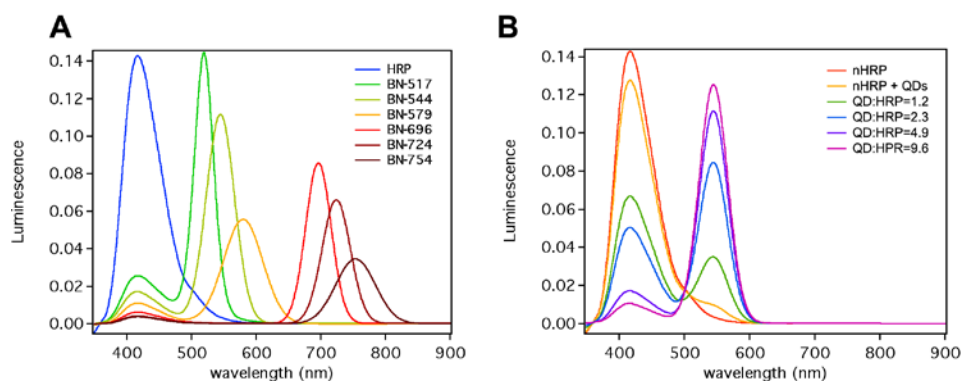 A
Luminescence
0.14
0.12
0.10
0.08
0.06
0.04
0.02
0.00
HRP
BN-517
BN-544
BN-579
BN-696
BN-724
BN-754
400 500 600 700 800 900
wavelength (nm)
B
Luminescence
0.14
0.12
0.10
0.08
0.06
0.04
0.02
0.00
nHRP
nHRP + QDs
QD:HRP=1.2
QD:HRP=2.3
QD:HRP=4.9
QD:HPR=9.6
400 500 600 700 800 900
wavelength (nm)